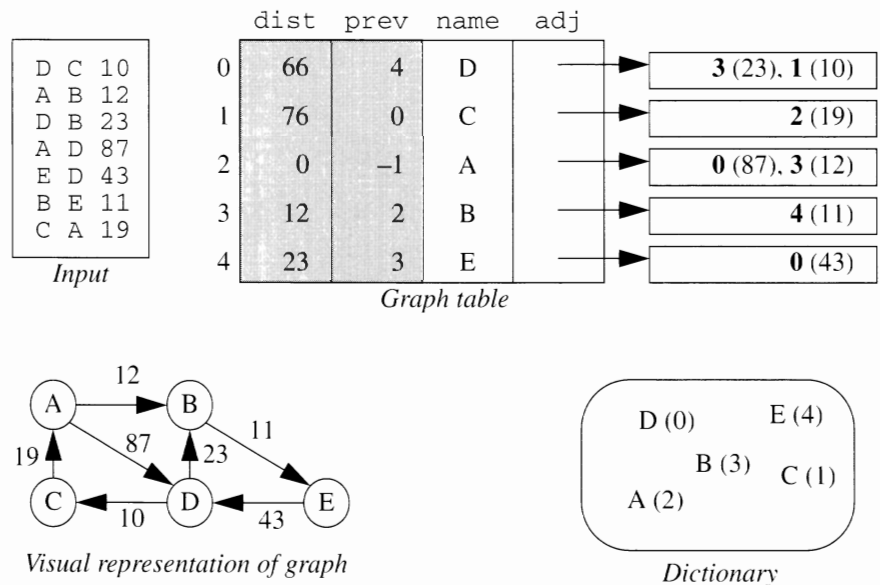 dist prev name adj
D C 10
A B 12
D B 23
A D 87
E D 43
B E 11
C A 19
Input
0 66 4 D 3 (23), 1 (10)
1 76 0 C 2 (19)
2 0 –1 A 0 (87), 3 (12)
3 12 2 B 4 (11)
4 23 3 E 0 (43)
Graph table
12
A B
19 87 23 11
C D E
10 43
Visual representation of graph
D (0) E (4)
B (3) C (1)
A (2)
Dictionary